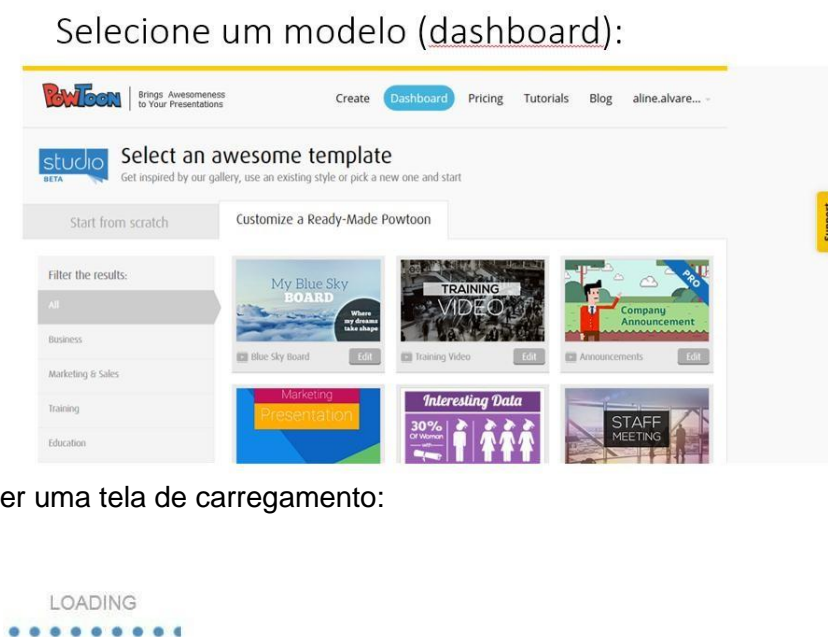 Selecione um modelo (dashboard):
POWTOON
Brings Awesomeness
to Your Presentations
Create Dashboard Pricing Tutorials Blog aline.alvare...
studio
BETA
Select an awesome template
Get inspired by our gallery, use an existing style or pick a new one and start
Support
Start from scratch
Customize a Ready-Made Powtoon
Filter the results:
All
Business
Marketing & Sales
Training
Education
My Blue Sky
BOARD
Where
my dreams
take shape
Blue Sky Board Edit
TRAINING
VIDEO
Training Video Edit
PRO
Company
Announcement
Announcements Edit
Marketing
Presentation
Interesting Data
30%
Of Woman
with
STAFF
MEETING
er uma tela de carregamento:
LOADING